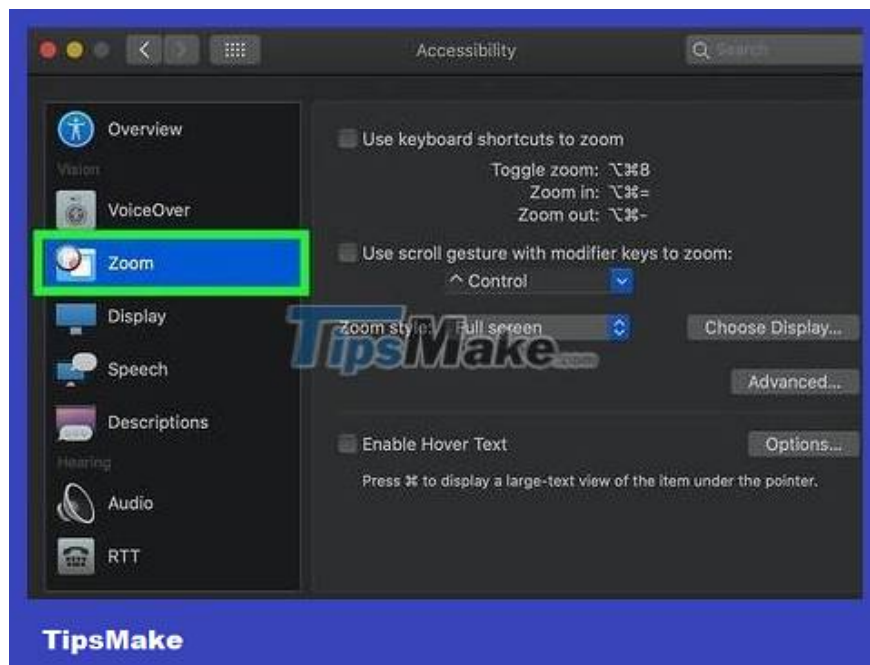 Accessibility
Search
Overview
Vision
VoiceOver
Zoom
Display
Speech
Descriptions
Hearing
Audio
RTT
Use keyboard shortcuts to zoom
Toggle zoom: ⌥⌘8
Zoom in: ⌥⌘=
Zoom out: ⌥⌘-
Use scroll gesture with modifier keys to zoom:
^ Control
Zoom style: Full screen
Choose Display...
TipsMake.com
Advanced...
Enable Hover Text
Options...
Press ⌘ to display a large-text view of the item under the pointer.
TipsMake